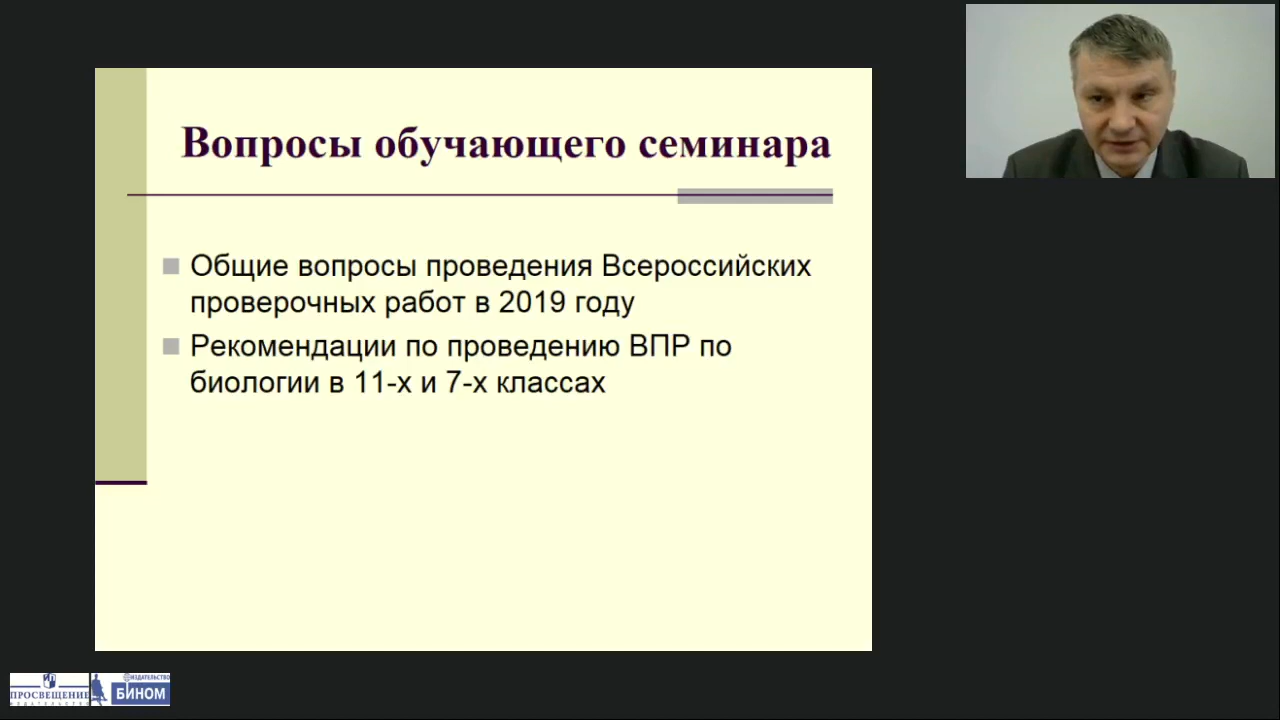 Вопросы обучающего семинара
Общие вопросы проведения Всероссийских
проверочных работ в 2019 году
Рекомендации по проведению ВПР по
биологии в 11-х и 7-х классах
ПРОСВЕЩЕНИЕ
ИЗДАТЕЛЬСТВО
ИЗДАТЕЛЬСТВО
БИНОМ